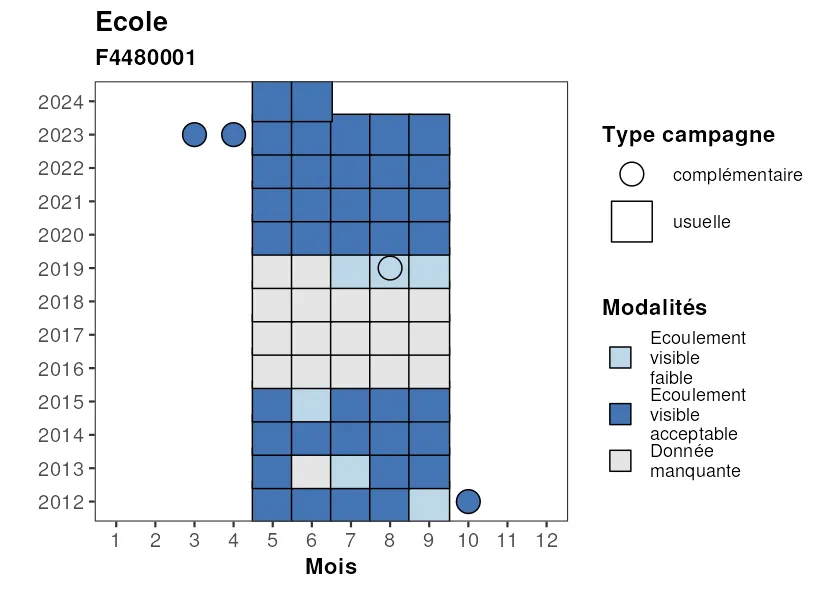 Ecole
F4480001
2024
2023
2022
2021
2020
2019
2018
2017
2016
2015
2014
2013
2012
1 2 3 4 5 6 7 8 9 10 11 12
Mois
Type campagne
complémentaire
usuelle
Modalités
Ecoulement
visible
faible
Ecoulement
visible
acceptable
Donnée
manquante